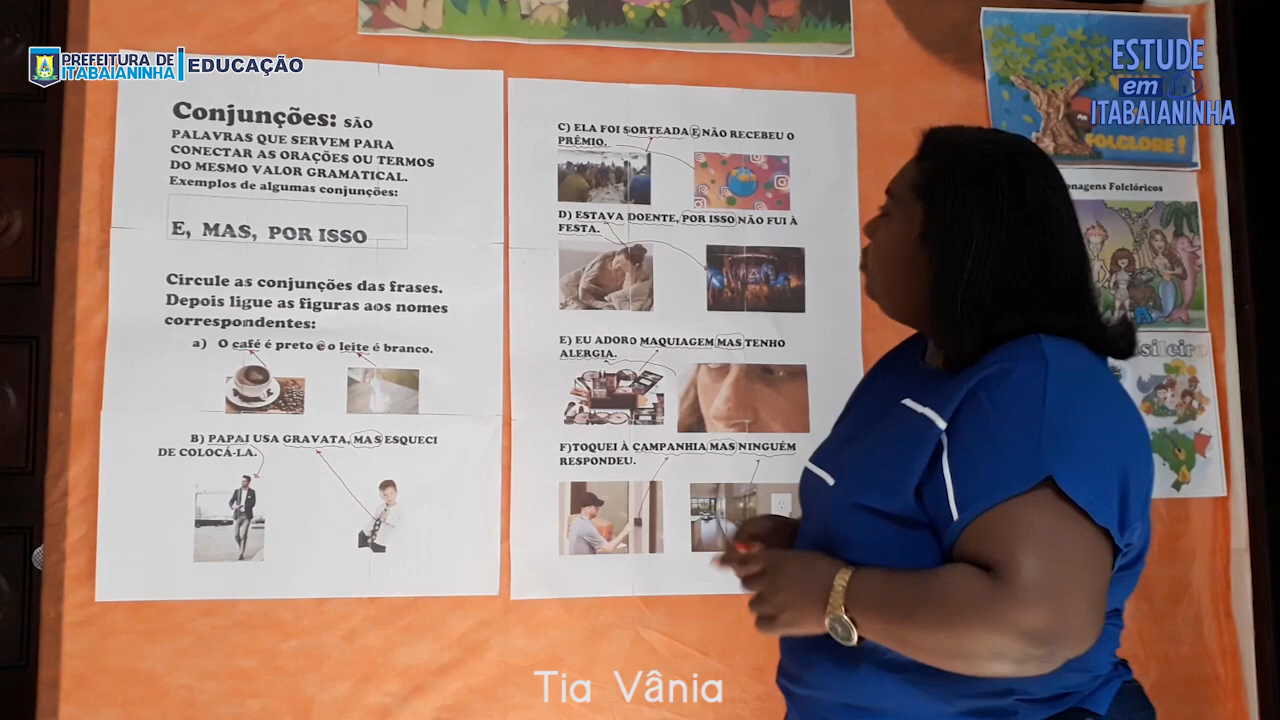 PREFEITURA DE
ITABAIANINHA
EDUCAÇÃO
ESTUDE
em
ITABAIANINHA
Conjunções: SÃO
PALAVRAS QUE SERVEM PARA
CONECTAR AS ORAÇÕES OU TERMOS
DO MESMO VALOR GRAMATICAL.
Exemplos de algumas conjunções:
E, MAS, POR ISSO
Circule as conjunções das frases.
Depois ligue as figuras aos nomes
correspondentes:
a) O café é preto e o leite é branco.
B) PAPAI USA GRAVATA, MAS ESQUECI
DE COLOCÁ-LA.
C) ELA FOI SORTEADA E NÃO RECEBEU O
PRÊMIO.
D) ESTAVA DOENTE, POR ISSO NÃO FUI À
FESTA.
E) EU ADORO MAQUIAGEM MAS TENHO
ALERGIA.
F)TOQUEI À CAMPANHIA MAS NINGUÉM
RESPONDEU.
FOLCLORE!
onagens Folclóricos
sileiro
Tia Vânia